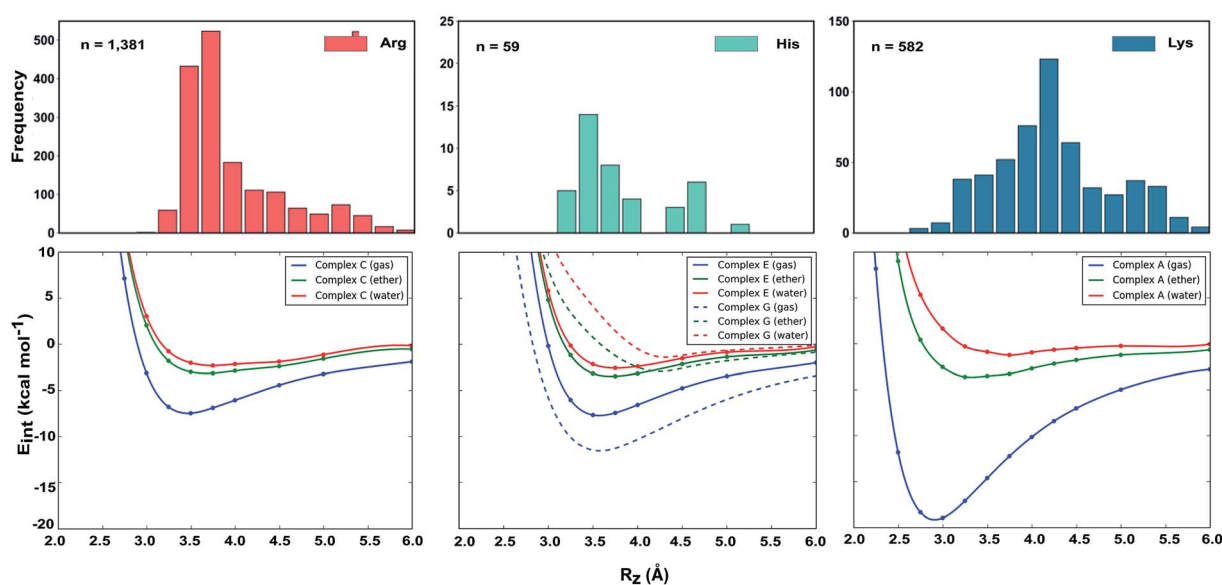 n = 1,381
Arg
n = 59
His
n = 582
Lys
Frequency
500
400
300
200
100
0
25
20
15
10
5
0
150
100
50
0
Complex C (gas)
Complex C (ether)
Complex C (water)
Complex E (gas)
Complex E (ether)
Complex E (water)
Complex G (gas)
Complex G (ether)
Complex G (water)
Complex A (gas)
Complex A (ether)
Complex A (water)
Eint (kcal mol⁻¹)
10
5
0
-5
-10
-15
-20
2.0 2.5 3.0 3.5 4.0 4.5 5.0 5.5 6.0
2.0 2.5 3.0 3.5 4.0 4.5 5.0 5.5 6.0
2.0 2.5 3.0 3.5 4.0 4.5 5.0 5.5 6.0
Rz (Å)